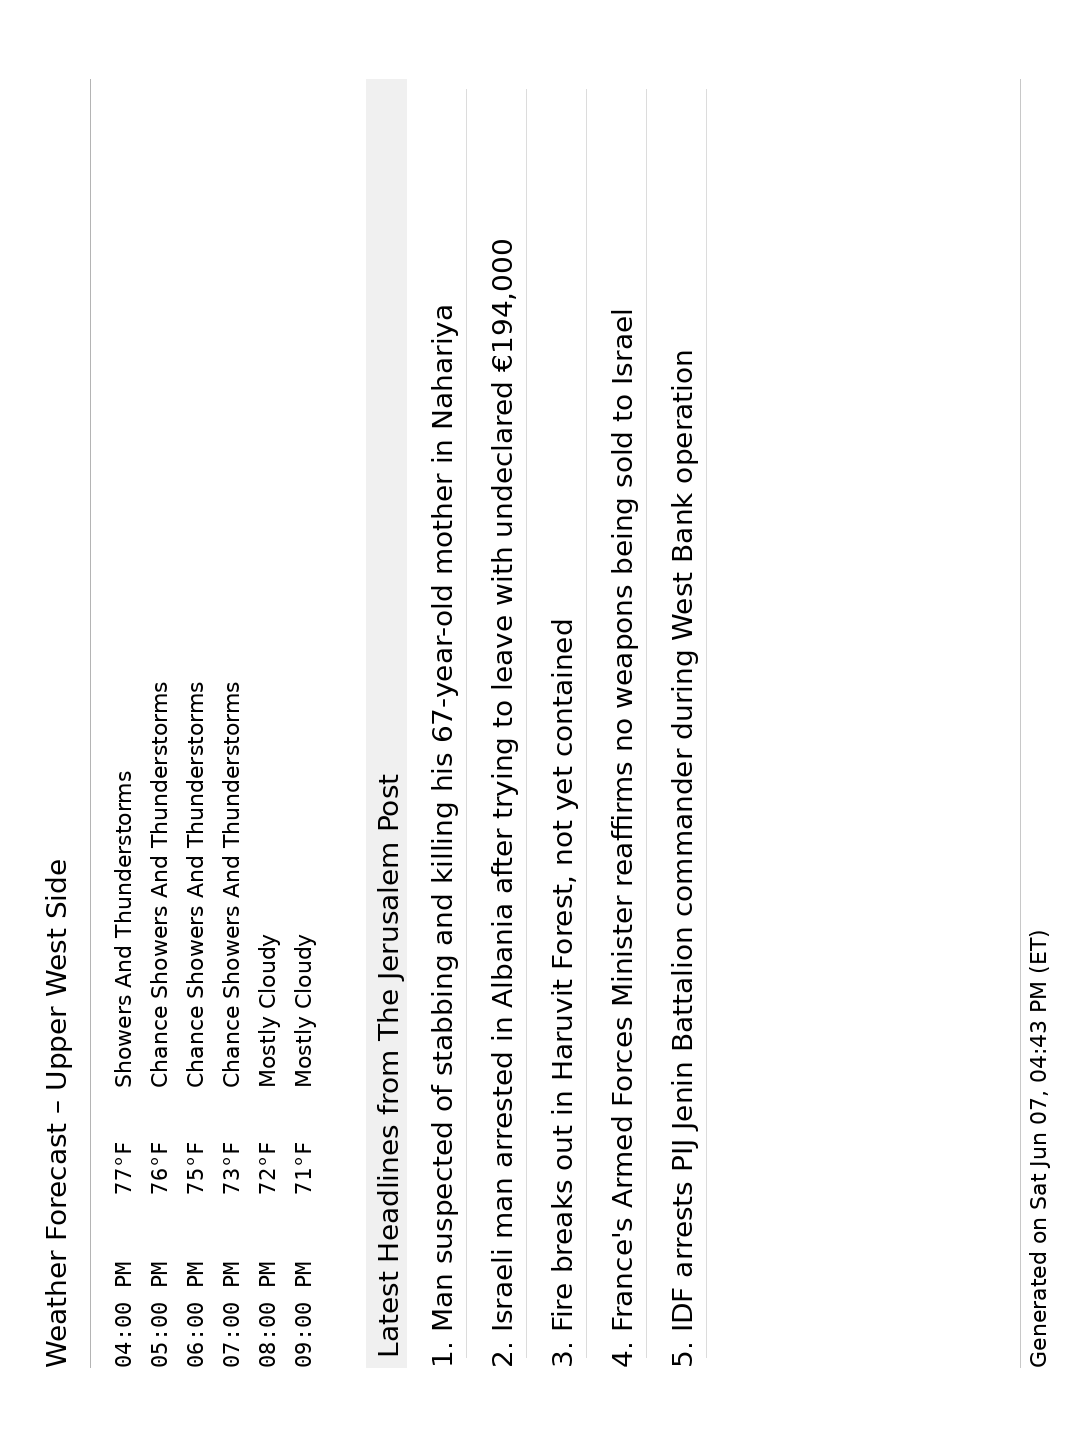 Weather Forecast – Upper West Side
04:00 PM 77°F Showers And Thunderstorms
05:00 PM 76°F Chance Showers And Thunderstorms
06:00 PM 75°F Chance Showers And Thunderstorms
07:00 PM 73°F Chance Showers And Thunderstorms
08:00 PM 72°F Mostly Cloudy
09:00 PM 71°F Mostly Cloudy
Latest Headlines from The Jerusalem Post
1. Man suspected of stabbing and killing his 67-year-old mother in Nahariya
2. Israeli man arrested in Albania after trying to leave with undeclared €194,000
3. Fire breaks out in Haruvit Forest, not yet contained
4. France's Armed Forces Minister reaffirms no weapons being sold to Israel
5. IDF arrests PIJ Jenin Battalion commander during West Bank operation
Generated on Sat Jun 07, 04:43 PM (ET)